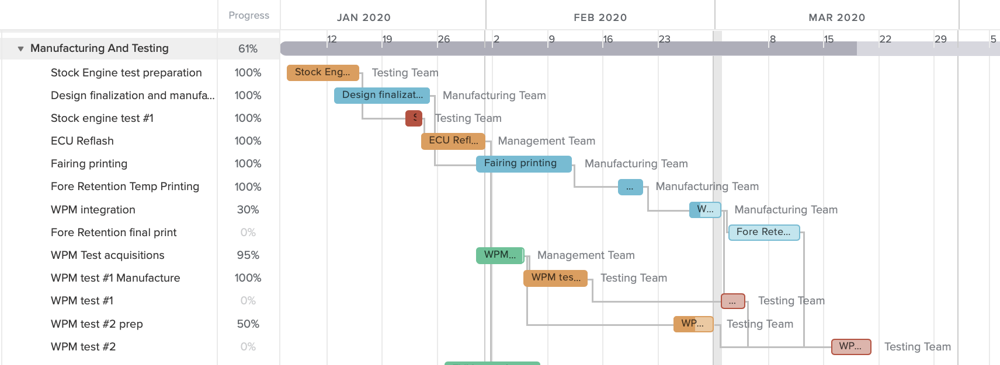 JAN 2020 FEB 2020 MAR 2020
Progress
12 19 26 2 9 16 23 8 15 22 29 5
Manufacturing And Testing 61%
Stock Engine test preparation 100% Stock Eng... Testing Team
Design finalization and manufa... 100% Design finalizat... Manufacturing Team
Stock engine test #1 100% S Testing Team
ECU Reflash 100% ECU Refl... Management Team
Fairing printing 100% Fairing printing Manufacturing Team
Fore Retention Temp Printing 100% ... Manufacturing Team
WPM integration 30% W... Manufacturing Team
Fore Retention final print 0% Fore Rete...
WPM Test acquisitions 95% WPM... Management Team
WPM test #1 Manufacture 100% WPM tes... Testing Team
WPM test #1 0% ... Testing Team
WPM test #2 prep 50% WP... Testing Team
WPM test #2 0% WP... Testing Team